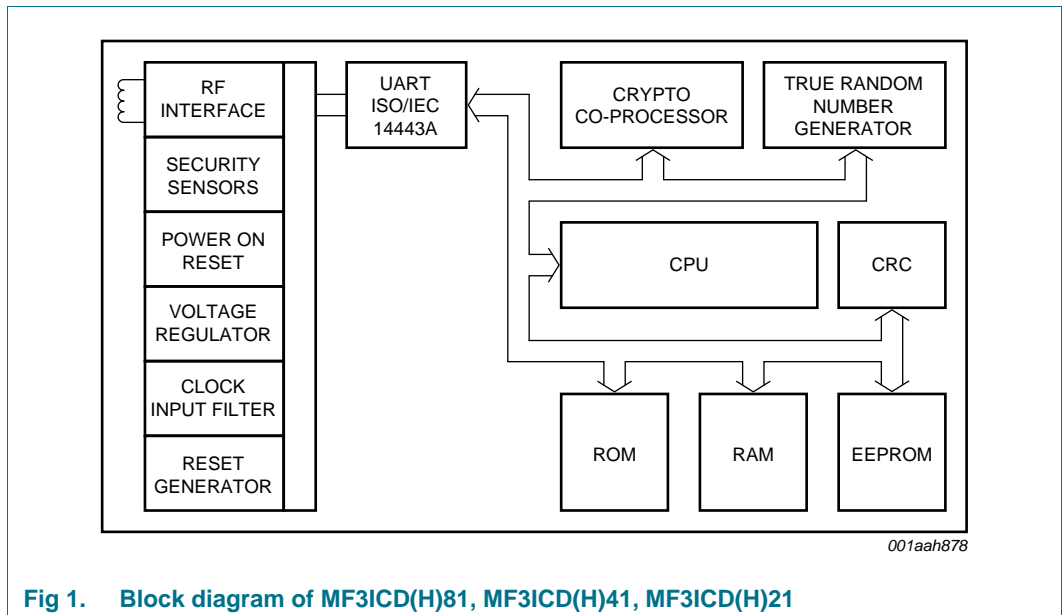 RF
INTERFACE
SECURITY
SENSORS
POWER ON
RESET
VOLTAGE
REGULATOR
CLOCK
INPUT FILTER
RESET
GENERATOR
UART
ISO/IEC
14443A
CRYPTO
CO-PROCESSOR
TRUE RANDOM
NUMBER
GENERATOR
CPU
CRC
ROM
RAM
EEPROM
001aah878
Fig 1. Block diagram of MF3ICD(H)81, MF3ICD(H)41, MF3ICD(H)21